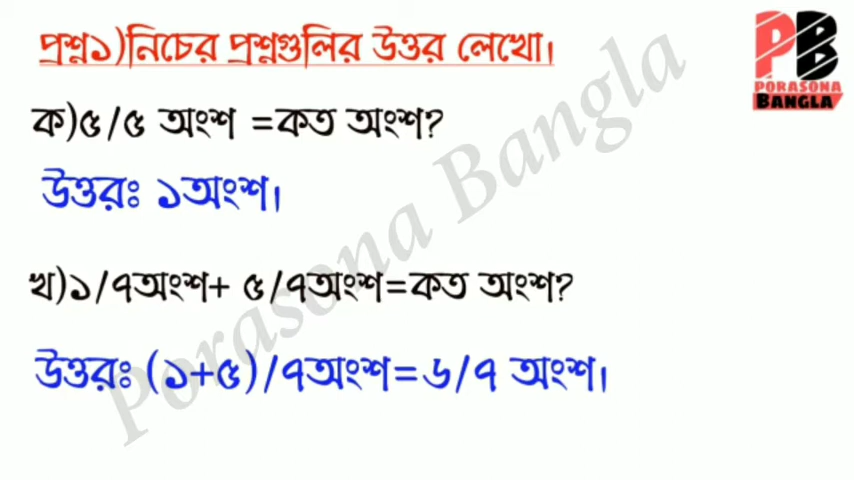 প্রশ্ন১)নিচের প্রশ্নগুলির উত্তর লেখো।
PB
PORASONA
BANGLA
ক)৫/৫ অংশ =কত অংশ?
উত্তরঃ ১অংশ।
খ)১/৭অংশ+ ৫/৭অংশ=কত অংশ?
উত্তরঃ (১+৫)/৭অংশ=৬/৭ অংশ।
Porasona Bangla